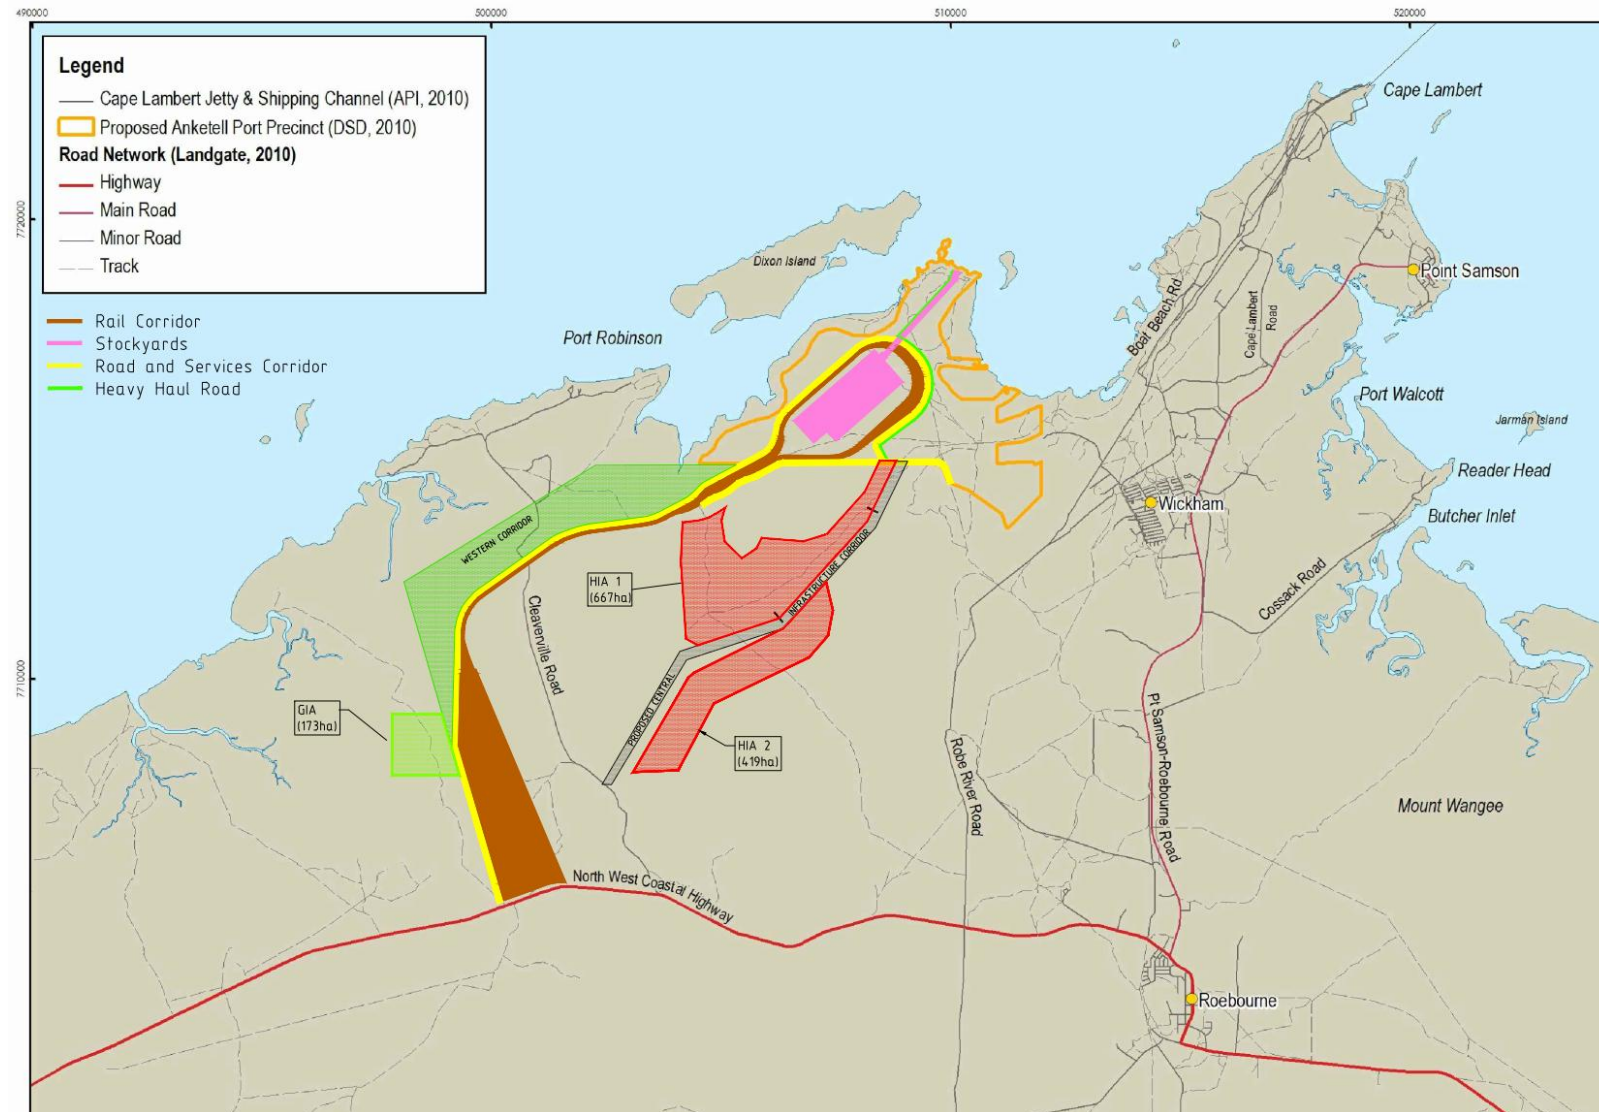 490000
500000
510000
520000
Legend
Cape Lambert Jetty & Shipping Channel (API, 2010)
Proposed Anketell Port Precinct (DSD, 2010)
Road Network (Landgate, 2010)
Highway
Main Road
Minor Road
Track
Rail Corridor
Stockyards
Road and Services Corridor
Heavy Haul Road
7720000
7710000
Cape Lambert
Dixon Island
Point Samson
Port Robinson
Boat Beach Rd
Cape Lambert
Road
Port Walcott
Jarman Island
Reader Head
Wickham
Butcher Inlet
WESTERN CORRIDOR
HIA 1
(667ha)
INFRASTRUCTURE CORRIDOR
Cossack Road
Cleaverville Road
GIA
(173ha)
PROPOSED CENTRAL
HIA 2
(419ha)
Robe River Road
Pt Samson-Roebourne Road
Mount Wangee
North West Coastal Highway
Roebourne